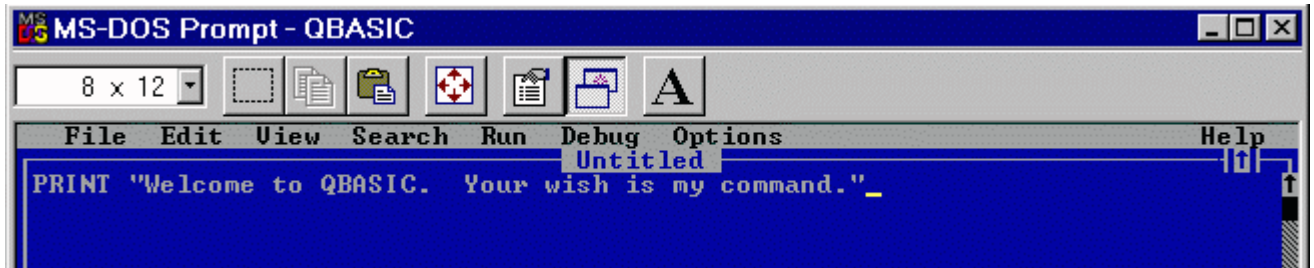 MS-DOS Prompt - QBASIC
8 x 12 A
File Edit View Search Run Debug Options Help
Untitled
PRINT "Welcome to QBASIC.  Your wish is my command."_